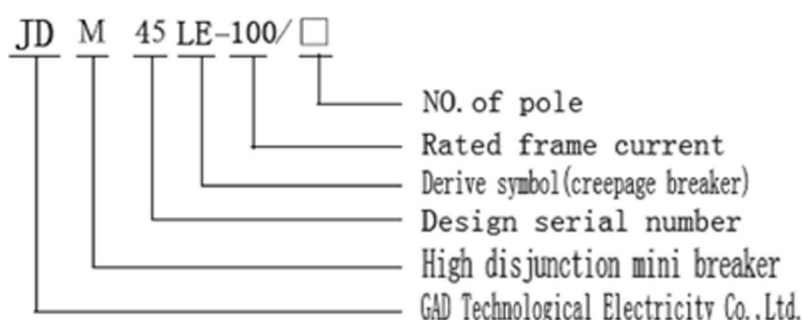 JD M 45 LE-100/□
NO. of pole
Rated frame current
Derive symbol(creepage breaker)
Design serial number
High disjunction mini breaker
GAD Technological Electricity Co.,Ltd.